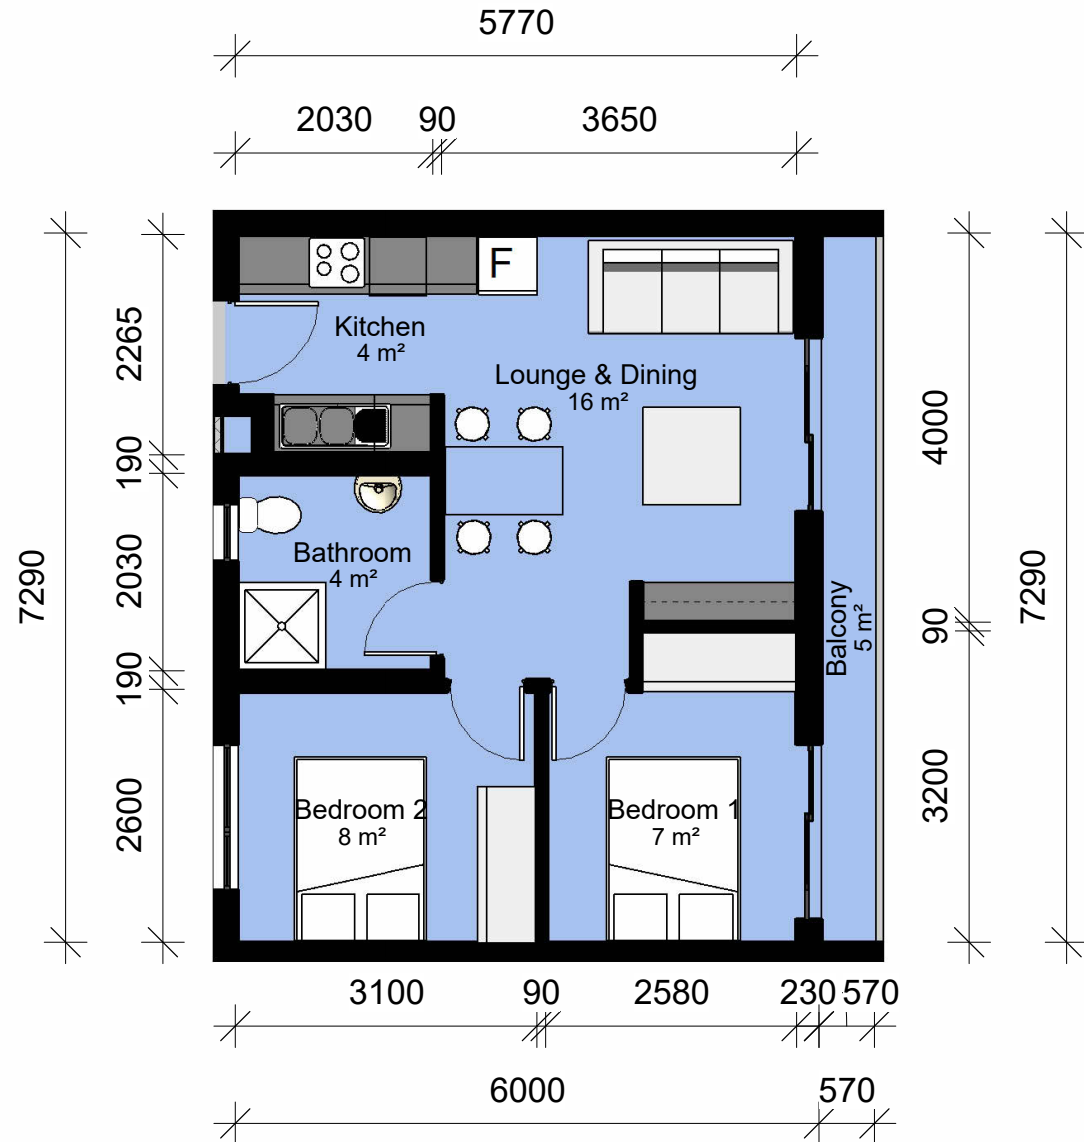 5770
2030 90 3650
F
Kitchen
4 m²
Lounge & Dining
16 m²
2265
190
2030
190
2600
7290
4000
90
3200
7290
Bathroom
4 m²
Balcony
5 m²
Bedroom 2
8 m²
Bedroom 1
7 m²
3100 90 2580 230 570
6000 570